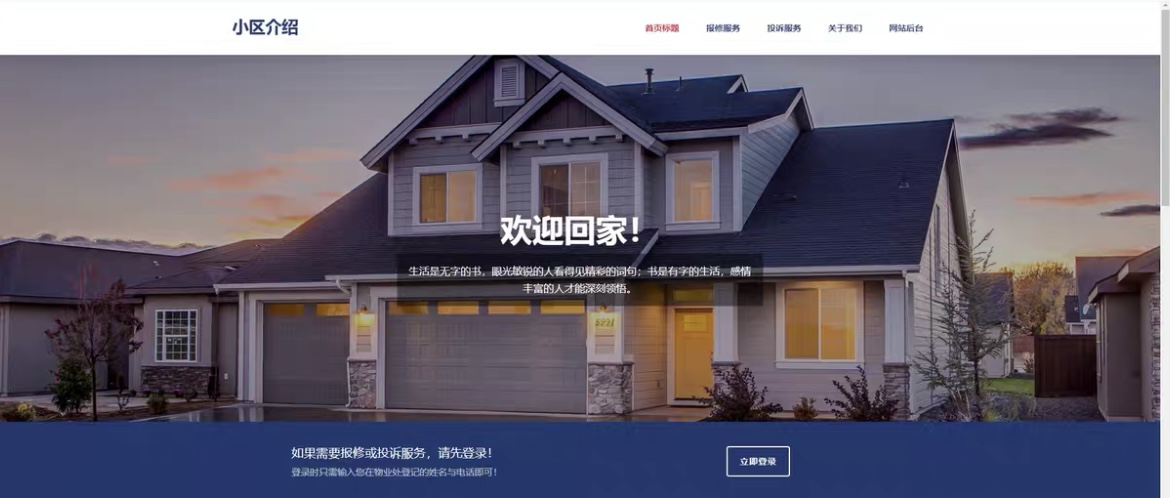 小区介绍
首页标题 报修服务 投诉服务 关于我们 网站后台
欢迎回家!
生活是无字的书，眼光敏锐的人看得见精彩的词句；书是有字的生活，感情
丰富的人才能深刻领悟。
如果需要报修或投诉服务，请先登录！
登录时只需输入您在物业处登记的姓名与电话即可！
立即登录